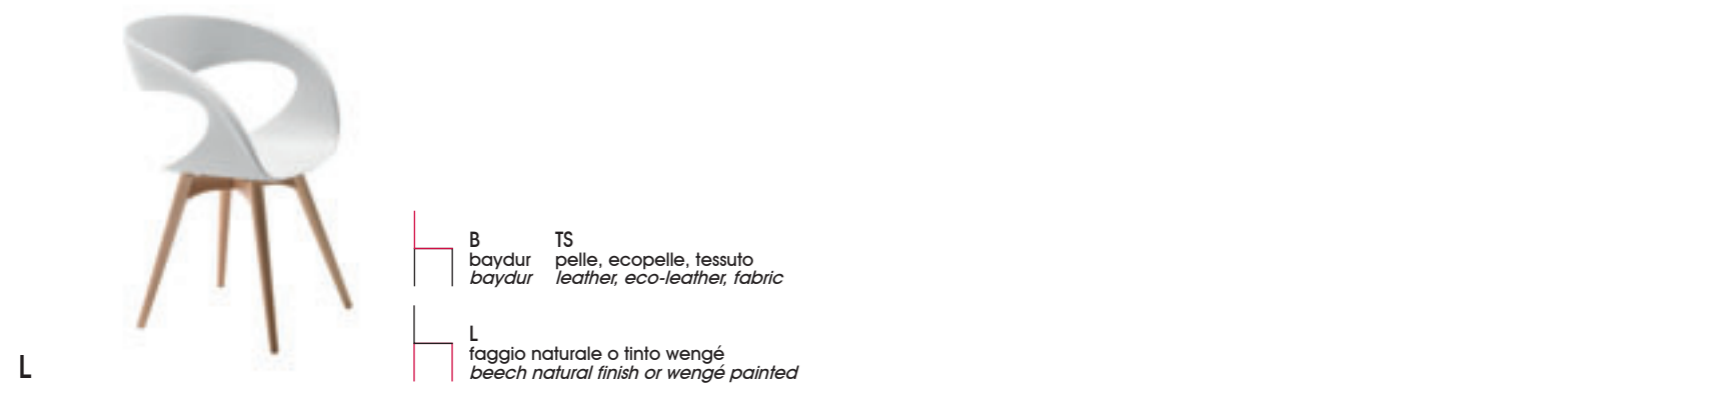 B TS
baydur pelle, ecopelle, tessuto
baydur leather, eco-leather, fabric
L
faggio naturale o tinto wengé
beech natural finish or wengé painted
L